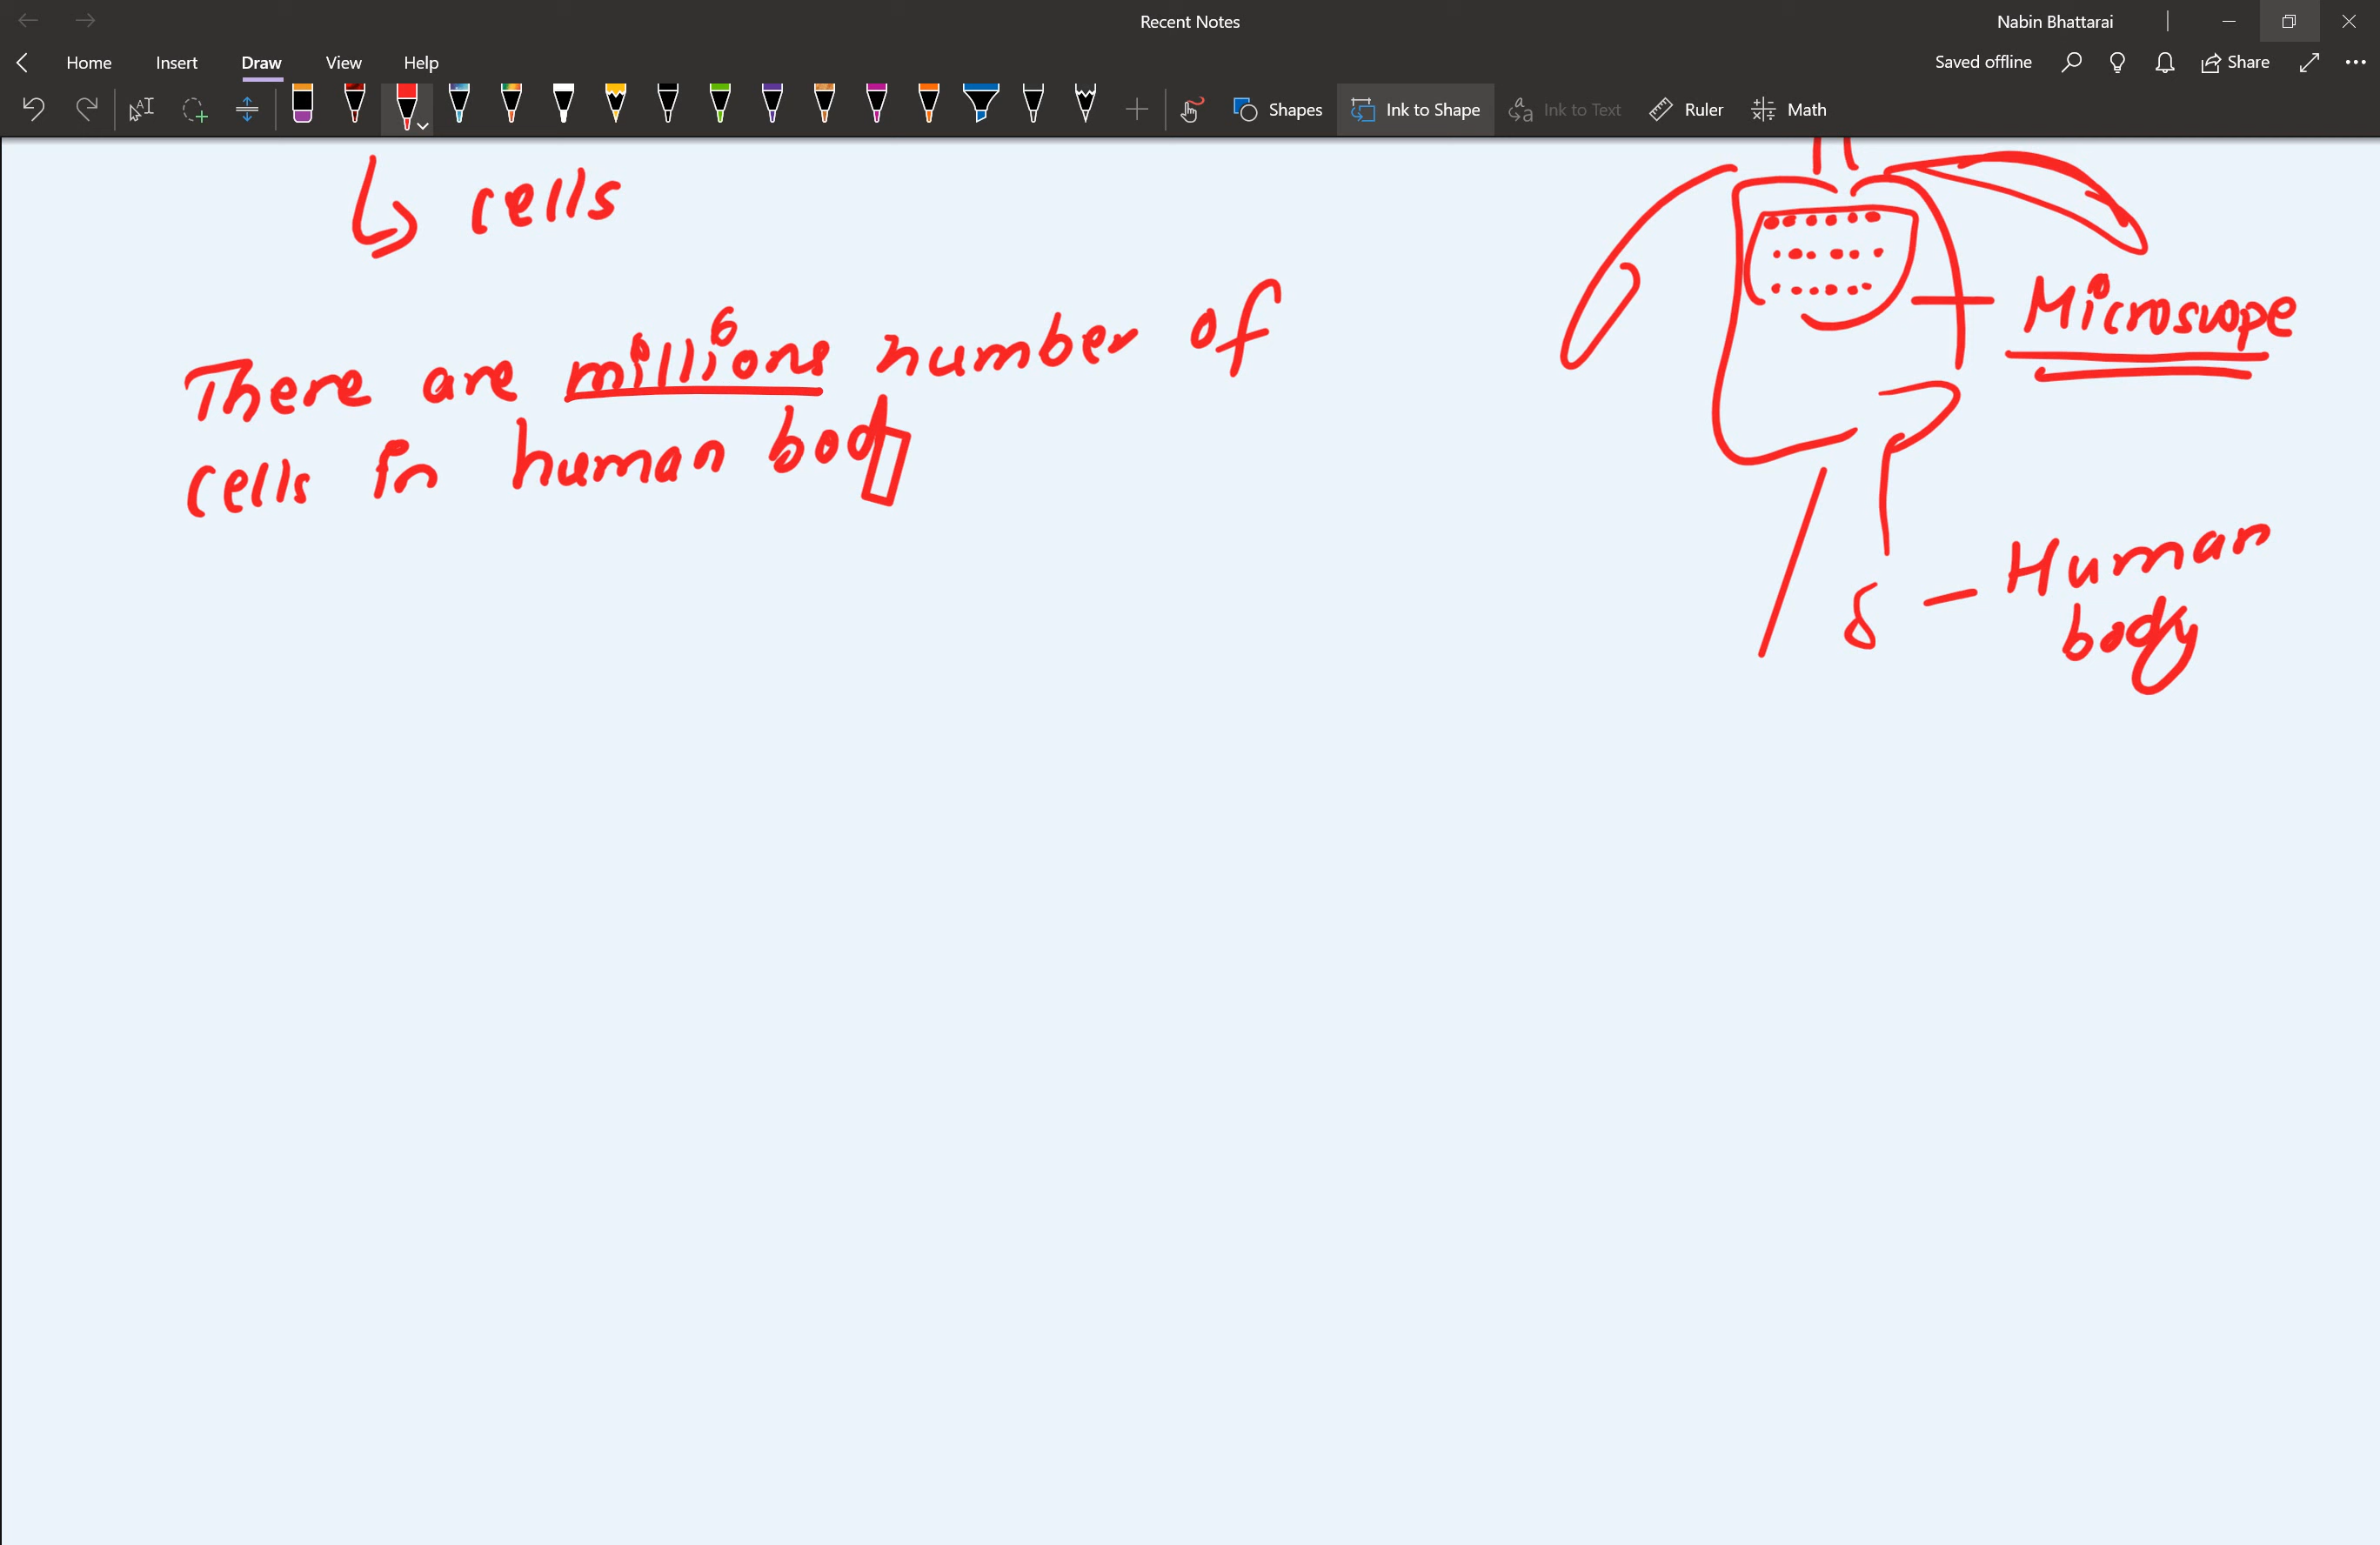 Recent Notes
Nabin Bhattarai
Home Insert Draw View Help
Saved offline
Share
Shapes
Ink to Shape
Ink to Text
Ruler
Math
cells
There are millions number of
cells in human body
Microscope
Human
body